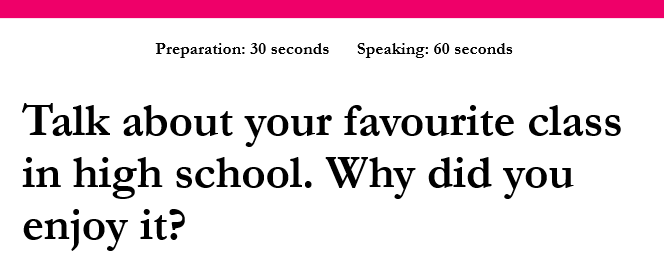 Preparation: 30 seconds Speaking: 60 seconds
Talk about your favourite class
in high school. Why did you
enjoy it?